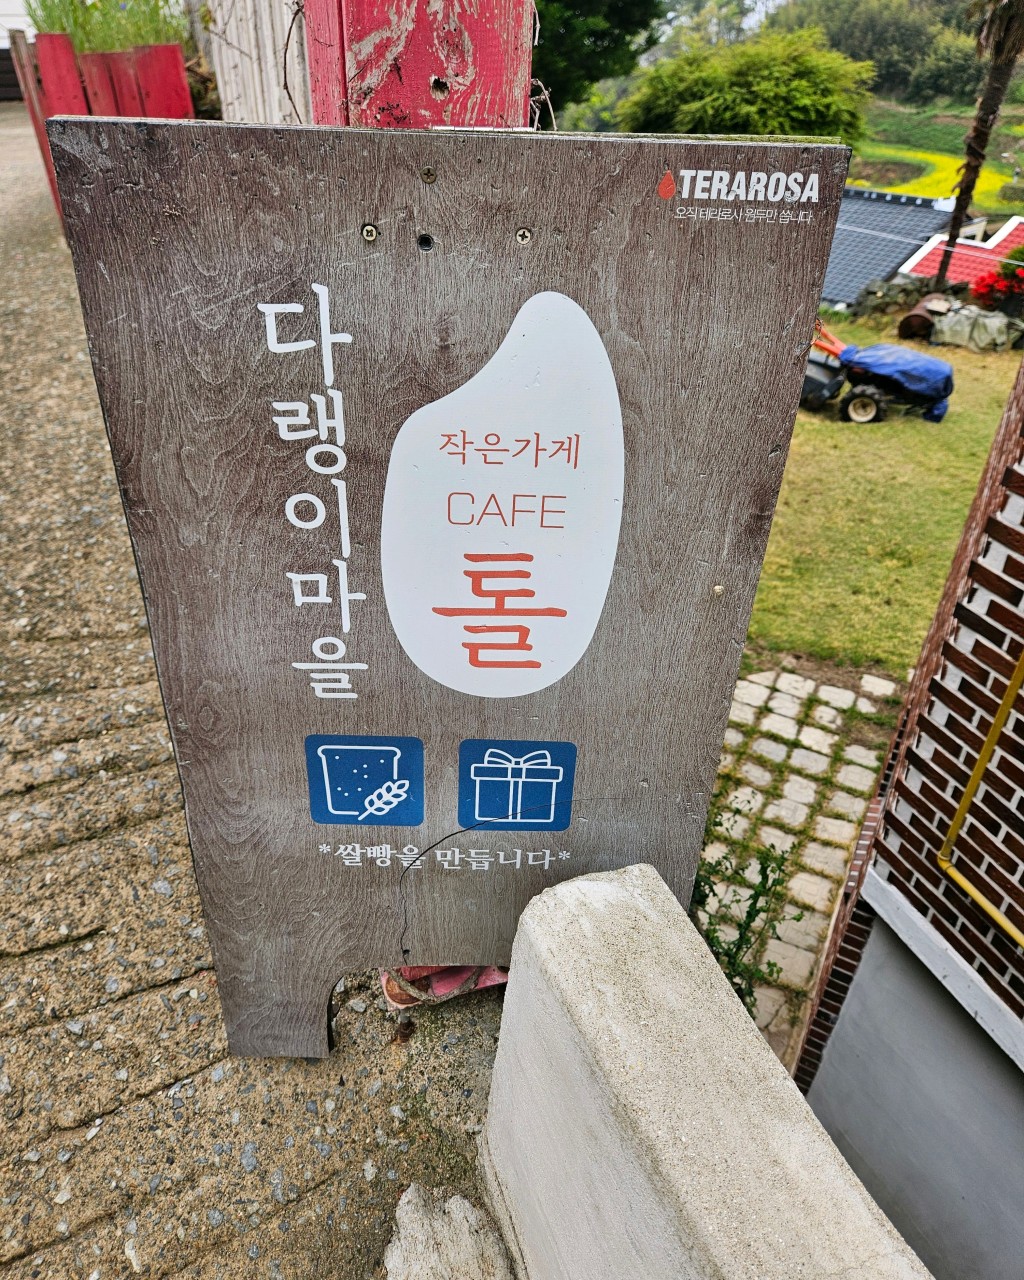 TERAROSA
오직 테라로사 원두만 씁니다
다랭이마을
작은가게
CAFE
톨
*쌀빵을 만듭니다*